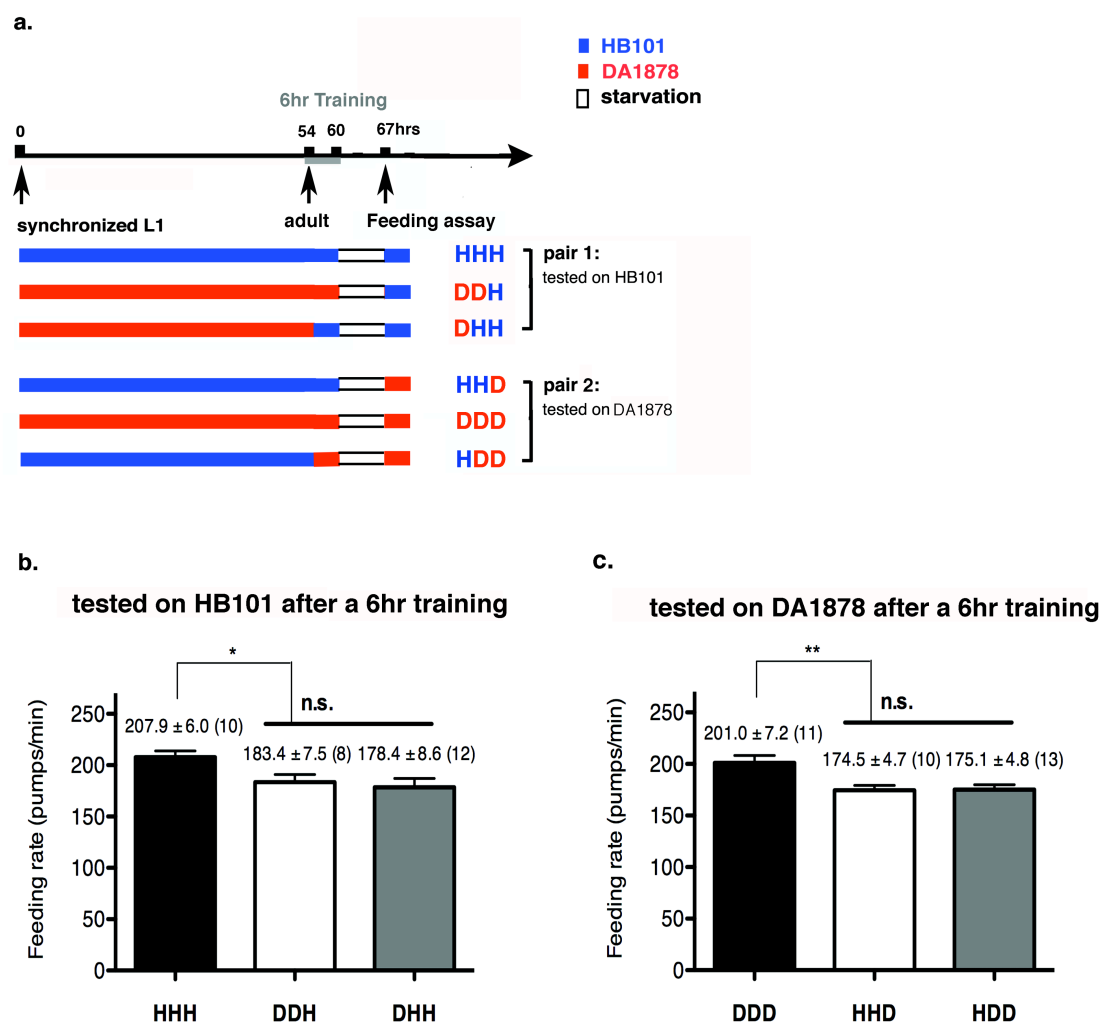 a.
HB101
DA1878
starvation
6hr Training
0
54
60
67hrs
synchronized L1
adult
Feeding assay
HHH
pair 1:
tested on HB101
DDH
DHH
HHD
pair 2:
tested on DA1878
DDD
HDD
b.
tested on HB101 after a 6hr training
*
n.s.
207.9 ±6.0 (10)
183.4 ±7.5 (8)
178.4 ±8.6 (12)
Feeding rate (pumps/min)
250
200
150
100
50
0
HHH
DDH
DHH
c.
tested on DA1878 after a 6hr training
**
n.s.
201.0 ±7.2 (11)
174.5 ±4.7 (10)
175.1 ±4.8 (13)
Feeding rate (pumps/min)
250
200
150
100
50
0
DDD
HHD
HDD